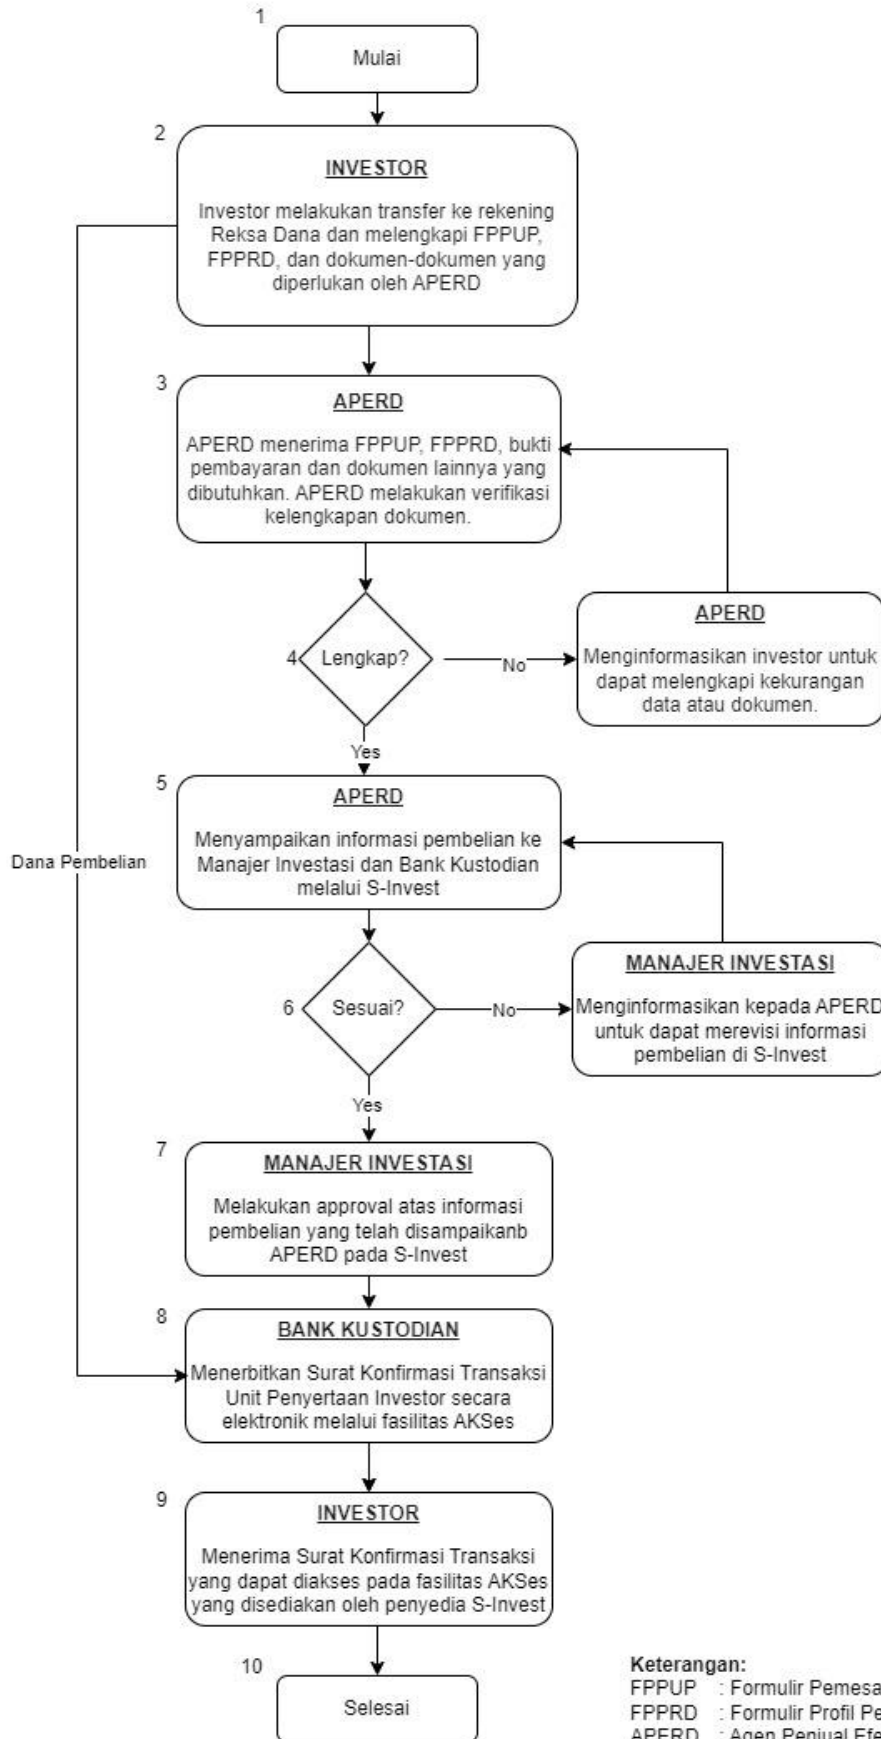 1
Mulai
2
INVESTOR
Investor melakukan transfer ke rekening
Reksa Dana dan melengkapi FPPUP,
FPPRD, dan dokumen-dokumen yang
diperlukan oleh APERD
3
APERD
APERD menerima FPPUP, FPPRD, bukti
pembayaran dan dokumen lainnya yang
dibutuhkan. APERD melakukan verifikasi
kelengkapan dokumen.
4
Lengkap?
No
APERD
Menginformasikan investor untuk
dapat melengkapi kekurangan
data atau dokumen.
Yes
5
APERD
Menyampaikan informasi pembelian ke
Manajer Investasi dan Bank Kustodian
melalui S-Invest
Dana Pembelian
6
Sesuai?
No
MANAJER INVESTASI
Menginformasikan kepada APERD
untuk dapat merevisi informasi
pembelian di S-Invest
Yes
7
MANAJER INVESTASI
Melakukan approval atas informasi
pembelian yang telah disampaikanb
APERD pada S-Invest
8
BANK KUSTODIAN
Menerbitkan Surat Konfirmasi Transaksi
Unit Penyertaan Investor secara
elektronik melalui fasilitas AKSes
9
INVESTOR
Menerima Surat Konfirmasi Transaksi
yang dapat diakses pada fasilitas AKSes
yang disediakan oleh penyedia S-Invest
10
Selesai
Keterangan:
FPPUP : Formulir
FPPRD : Formulir Profil
APERD : Agen Penjual